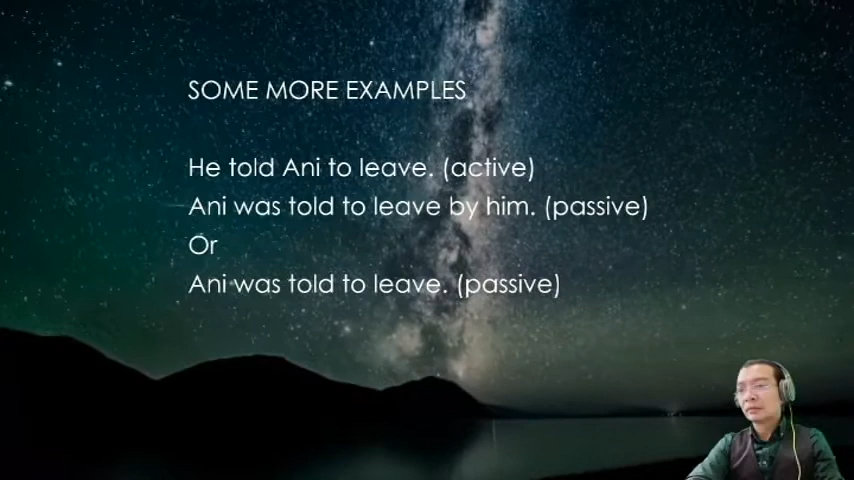 SOME MORE EXAMPLES
He told Ani to leave. (active)
Ani was told to leave by him. (passive)
Or
Ani was told to leave. (passive)